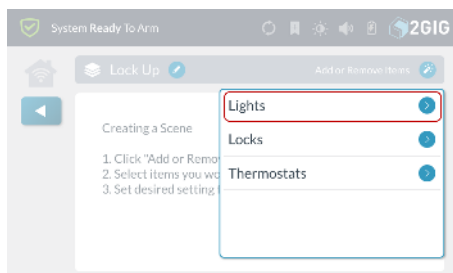 System Ready To Arm
2GIG
Lock Up
Add or Remove Items
Lights
Creating a Scene
Locks
1. Click "Add or Remo
2. Select items you wo
Thermostats
3. Set desired setting